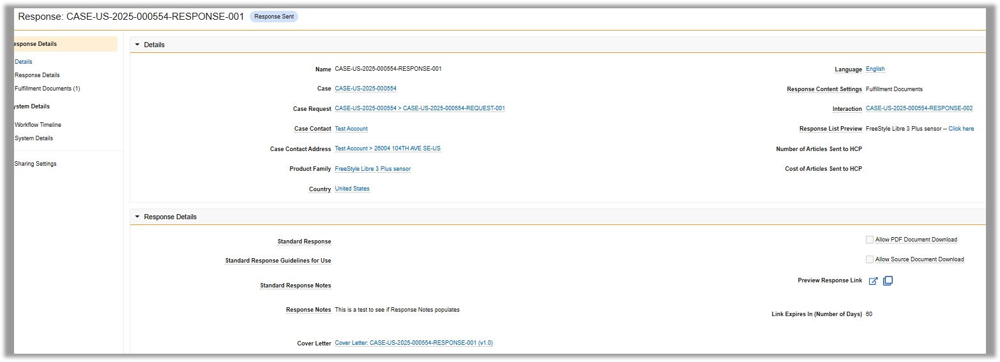 Response: CASE-US-2025-000554-RESPONSE-001 Response Sent
esponse Details
Details
Response Details
Fulfillment Documents (1)
ystem Details
Workflow Timeline
System Details
Sharing Settings
Details
Name CASE-US-2025-000554-RESPONSE-001
Case CASE-US-2025-000554
Case Request CASE-US-2025-000554 > CASE-US-2025-000554-REQUEST-001
Case Contact Test Account
Case Contact Address Test Account > 26004 104TH AVE SE-US
Product Family FreeStyle Libre 3 Plus sensor
Country United States
Language English
Response Content Settings Fulfillment Documents
Interaction CASE-US-2025-000554-RESPONSE-002
Response List Preview FreeStyle Libre 3 Plus sensor -- Click here
Number of Articles Sent to HCP
Cost of Articles Sent to HCP
Response Details
Standard Response
Standard Response Guidelines for Use
Standard Response Notes
Response Notes This is a test to see if Response Notes populates
Cover Letter Cover Letter: CASE-US-2025-000554-RESPONSE-001 (v1.0)
Allow PDF Document Download
Allow Source Document Download
Preview Response Link
Link Expires In (Number of Days) 60